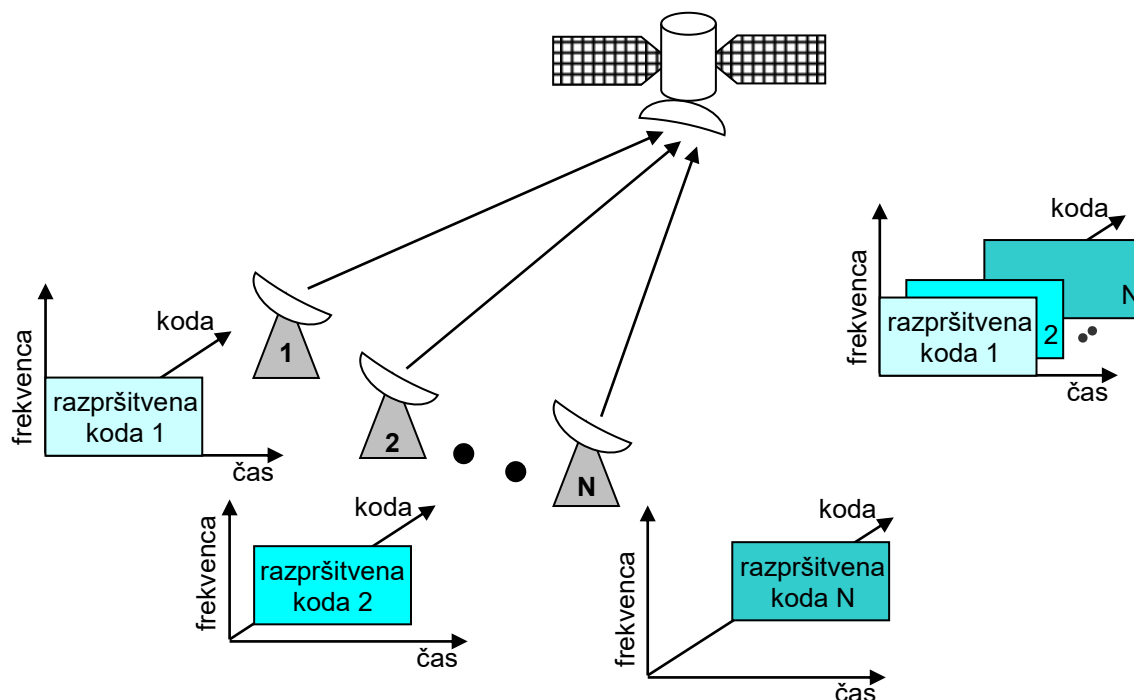 koda
frekvenca
razpršitvena
koda 1
2
N
čas
koda
frekvenca
razpršitvena
koda 1
čas
1
2
N
koda
frekvenca
razpršitvena
koda 2
čas
koda
frekvenca
razpršitvena
koda N
čas